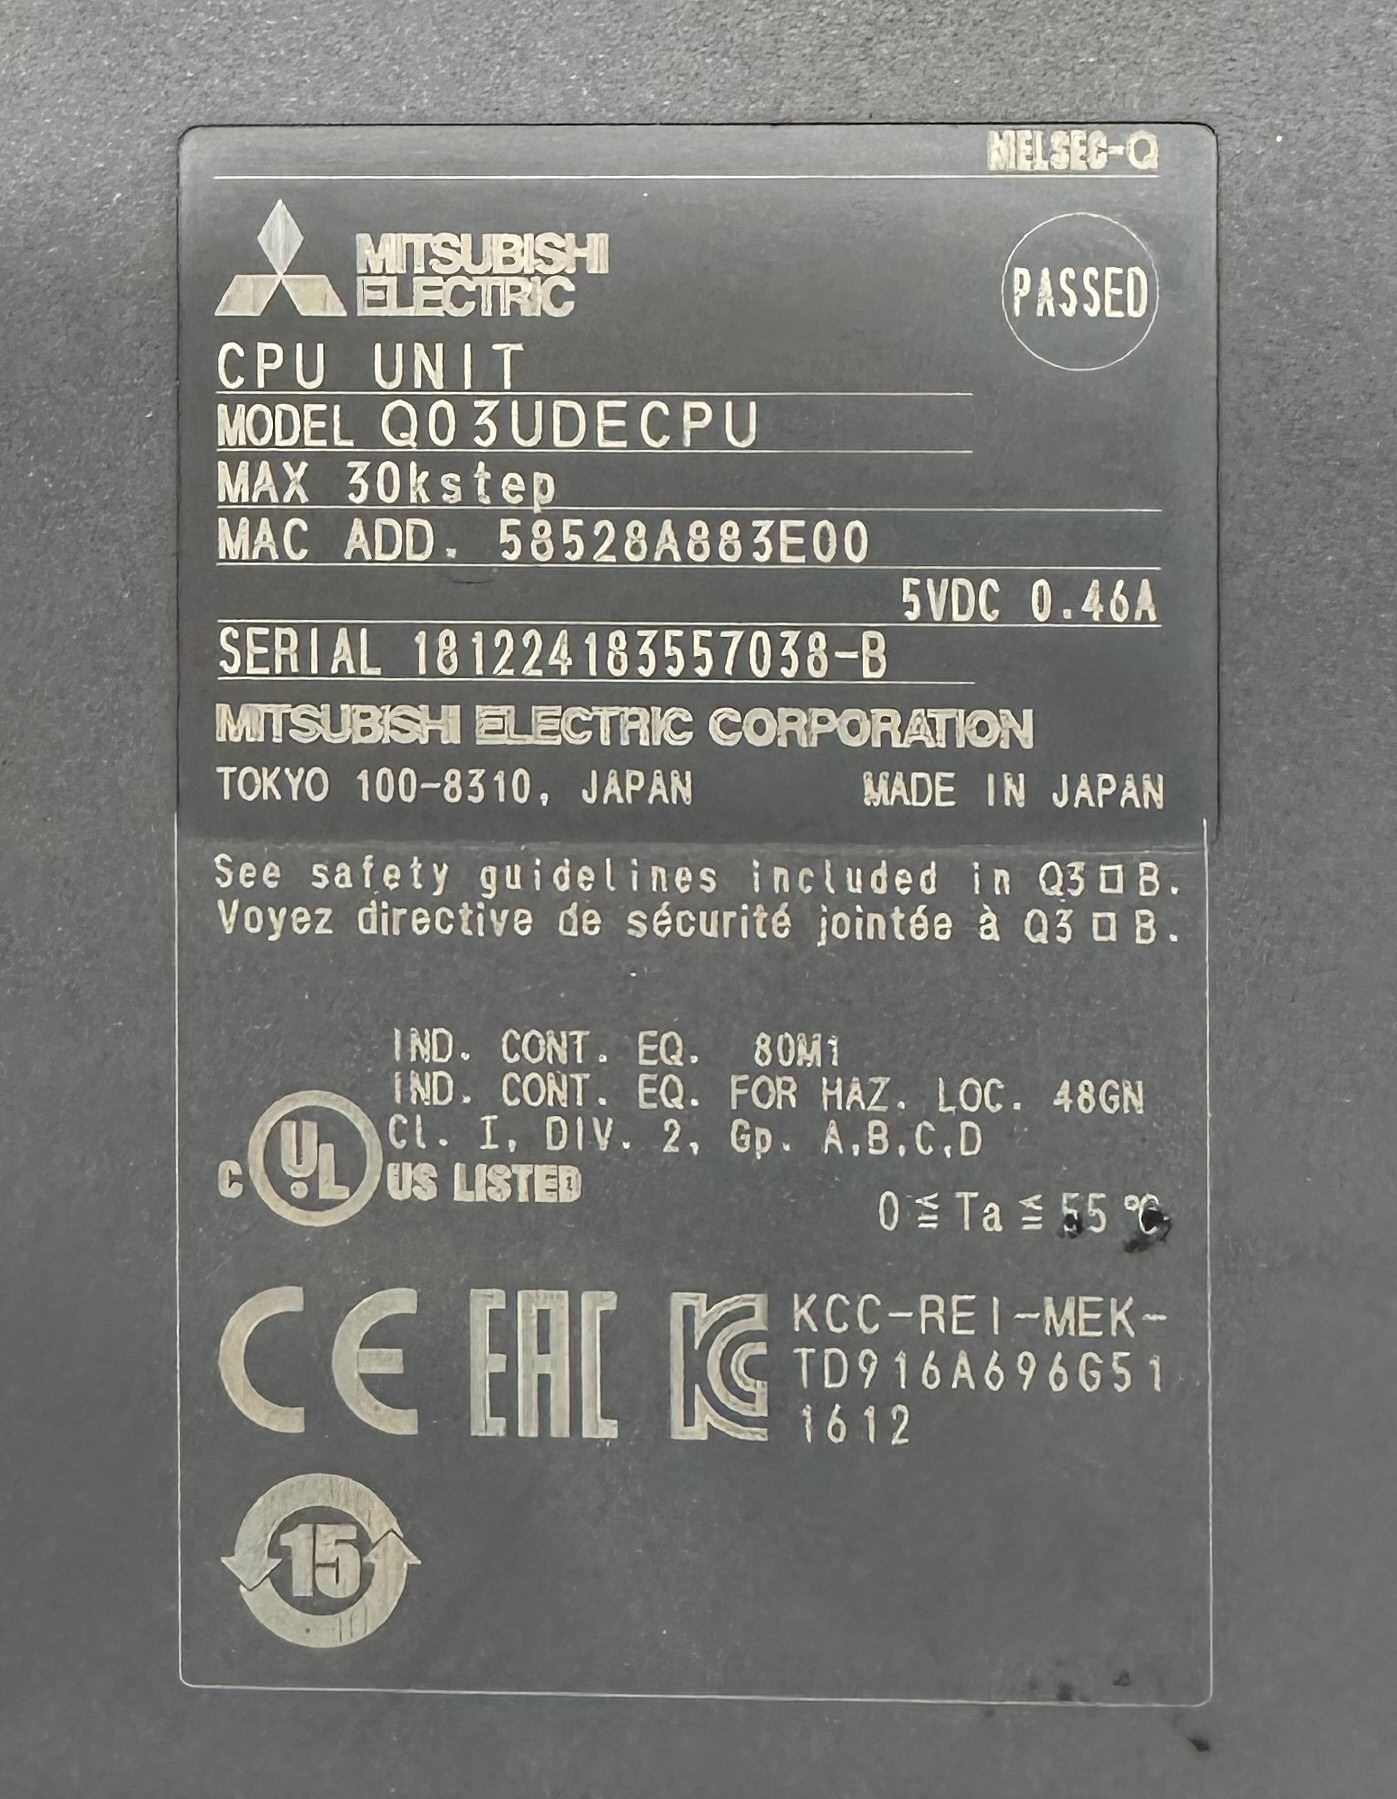 MELSEC-Q
MITSUBISHI
ELECTRIC
PASSED
CPU UNIT
MODEL Q03UDECPU
MAX 30kstep
MAC ADD. 58528A883E00
5VDC 0.46A
SERIAL 181224183557038-B
MITSUBISHI ELECTRIC CORPORATION
TOKYO 100-8310, JAPAN MADE IN JAPAN
See safety guidelines included in Q3□B.
Voyez directive de sécurité jointée à Q3□B.
IND. CONT. EQ. 80M1
IND. CONT. EQ. FOR HAZ. LOC. 48GN
Cl. I, DIV. 2, Gp. A,B,C,D
C UL US LISTED
0≦Ta≦55℃
CE EAC KC KCC-REI-MEK-
TD916A696G51
1612
15